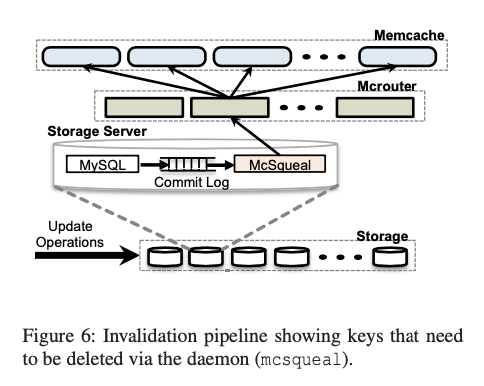 Memcache
Mcrouter
Storage Server
MySQL
McSqueal
Commit Log
Update
Operations
Storage
Figure 6: Invalidation pipeline showing keys that need
to be deleted via the daemon (mcsqueal).